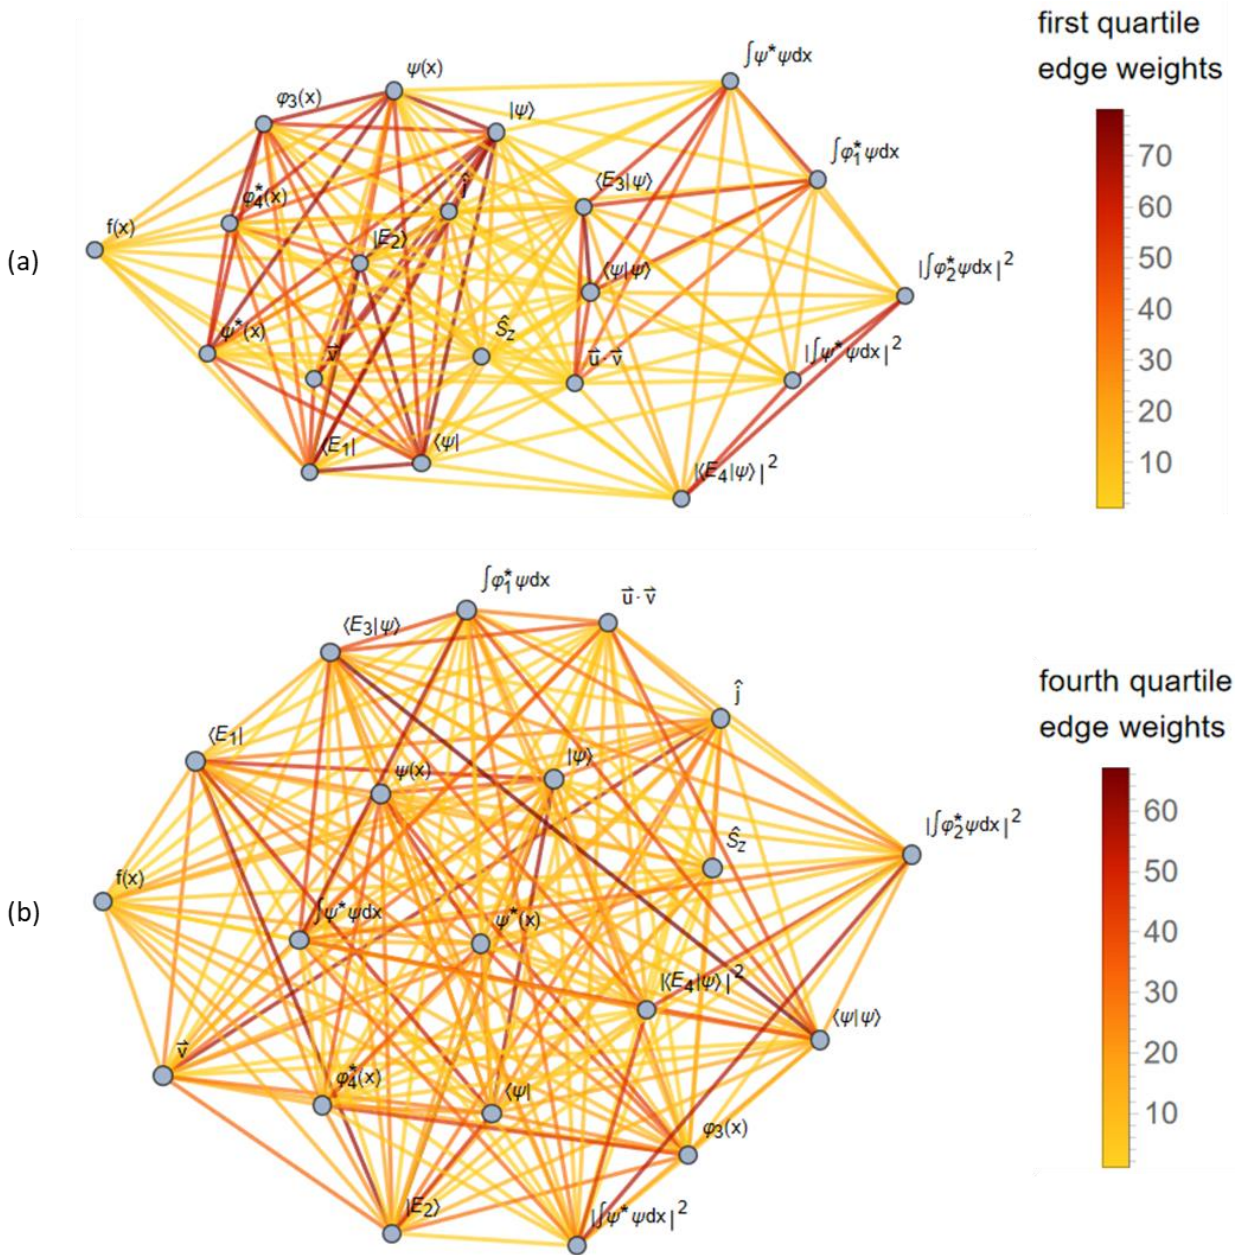 (a)
ψ(x)
φ₃(x)
|ψ⟩
∫ψ*ψdx
∫φ₁*ψdx
⟨E₃|ψ⟩
ĵ
φ₄*(x)
f(x)
|E₂⟩
⟨ψ|ψ⟩
|∫φ₂*ψdx|²
ψ*(x)
v⃗
Ŝz
u⃗ · v⃗
|∫ψ*ψdx|²
⟨E₁|
⟨ψ|
|⟨E₄|ψ⟩|²
first quartile
edge weights
70
60
50
40
30
20
10
(b)
∫φ₁*ψdx
u⃗ · v⃗
⟨E₃|ψ⟩
ĵ
⟨E₁|
ψ(x)
|ψ⟩
|∫φ₂*ψdx|²
Ŝz
f(x)
∫ψ*ψdx
ψ*(x)
|⟨E₄|ψ⟩|²
⟨ψ|ψ⟩
v⃗
φ₄*(x)
⟨ψ|
φ₃(x)
|E₂⟩
|∫ψ*ψdx|²
fourth quartile
edge weights
60
50
40
30
20
10